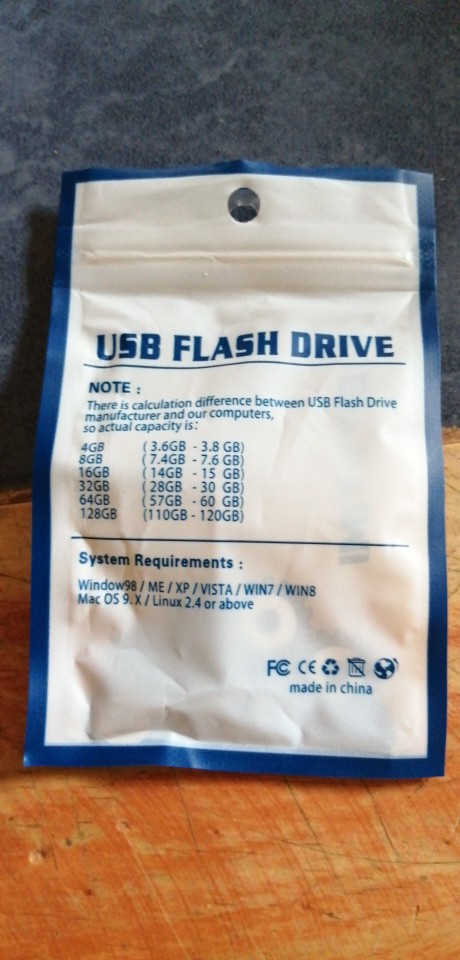 USB FLASH DRIVE
NOTE :
There is calculation difference between USB Flash Drive
manufacturer and our computers,
so actual capacity is:
4GB (3.6GB - 3.8 GB)
8GB (7.4GB - 7.6 GB)
16GB (14GB - 15 GB)
32GB (28GB - 30 GB)
64GB (57GB - 60 GB)
128GB (110GB - 120GB)
System Requirements :
Window98 / ME / XP / VISTA / WIN7 / WIN8
Mac OS 9.X / Linux 2.4 or above
FC CE
made in china